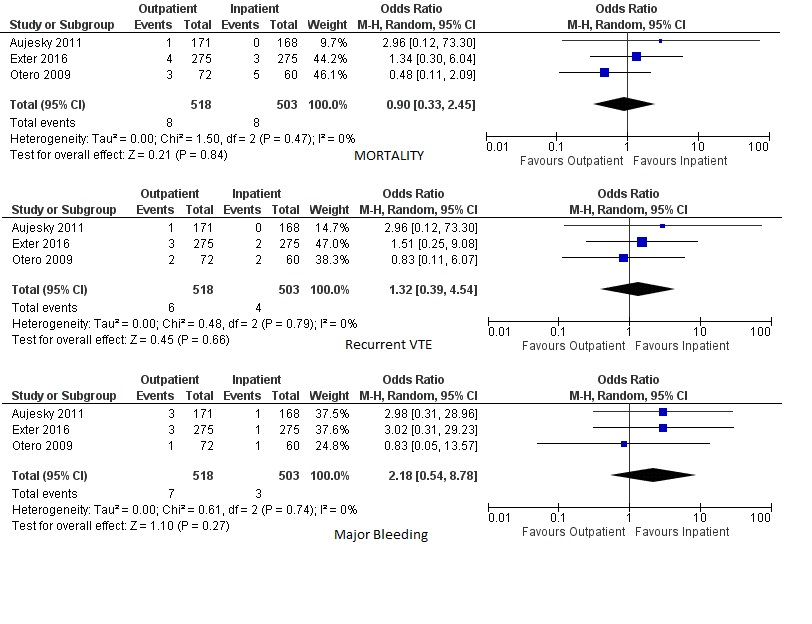 Outpatient Inpatient Odds Ratio Odds Ratio
Study or Subgroup Events Total Events Total Weight M-H, Random, 95% CI M-H, Random, 95% CI
Aujesky 2011 1 171 0 168 9.7% 2.96 [0.12, 73.30]
Exter 2016 4 275 3 275 44.2% 1.34 [0.30, 6.04]
Otero 2009 3 72 5 60 46.1% 0.48 [0.11, 2.09]
Total (95% CI) 518 503 100.0% 0.90 [0.33, 2.45]
Total events 8 8
Heterogeneity: Tau² = 0.00; Chi² = 1.50, df = 2 (P = 0.47); I² = 0%
Test for overall effect: Z = 0.21 (P = 0.84)
0.01 0.1 1 10 100
Favours Outpatient Favours Inpatient
MORTALITY
Outpatient Inpatient Odds Ratio Odds Ratio
Study or Subgroup Events Total Events Total Weight M-H, Random, 95% CI M-H, Random, 95% CI
Aujesky 2011 1 171 0 168 14.7% 2.96 [0.12, 73.30]
Exter 2016 3 275 2 275 47.0% 1.51 [0.25, 9.08]
Otero 2009 2 72 2 60 38.3% 0.83 [0.11, 6.07]
Total (95% CI) 518 503 100.0% 1.32 [0.39, 4.54]
Total events 6 4
Heterogeneity: Tau² = 0.00; Chi² = 0.48, df = 2 (P = 0.79); I² = 0%
Test for overall effect: Z = 0.45 (P = 0.66)
0.01 0.1 1 10 100
Favours Outpatient Favours Inpatient
Recurrent VTE
Outpatient Inpatient Odds Ratio Odds Ratio
Study or Subgroup Events Total Events Total Weight M-H, Random, 95% CI M-H, Random, 95% CI
Aujesky 2011 3 171 1 168 37.5% 2.98 [0.31, 28.96]
Exter 2016 3 275 1 275 37.6% 3.02 [0.31, 29.23]
Otero 2009 1 72 1 60 24.8% 0.83 [0.05, 13.57]
Total (95% CI) 518 503 100.0% 2.18 [0.54, 8.78]
Total events 7 3
Heterogeneity: Tau² = 0.00; Chi² = 0.61, df = 2 (P = 0.74); I² = 0%
Test for overall effect: Z = 1.10 (P = 0.27)
0.01 0.1 1 10 100
Favours Outpatient Favours Inpatient
Major Bleeding